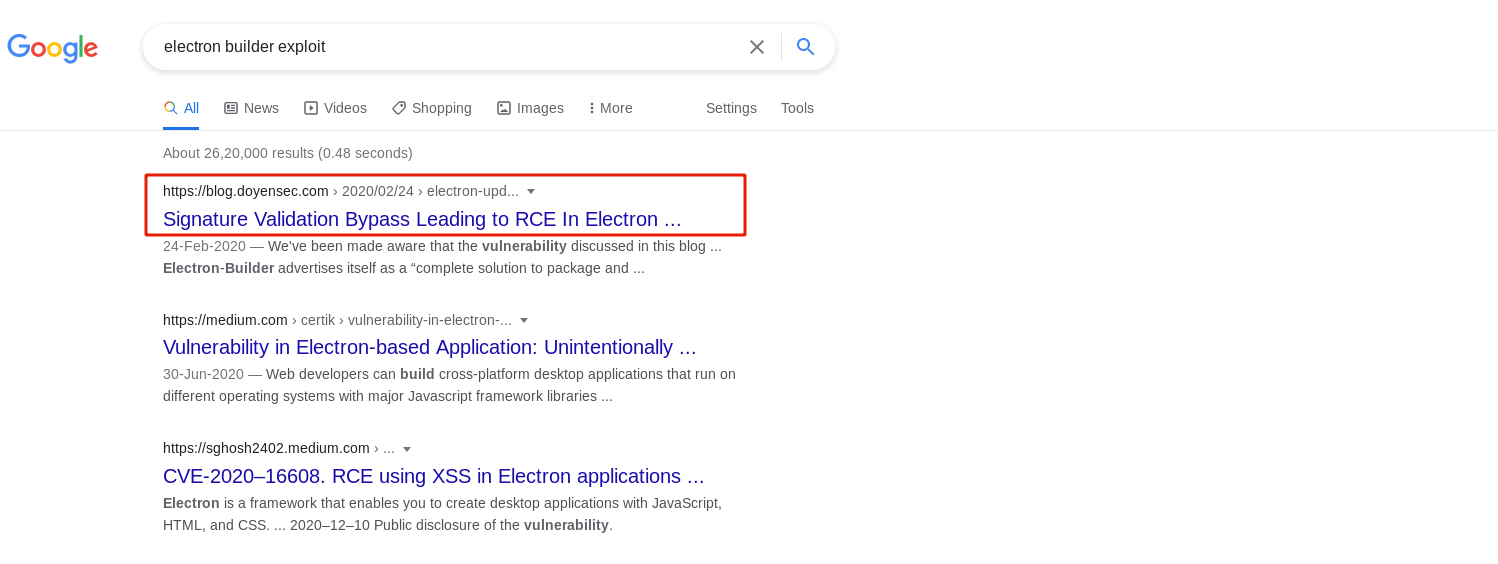 Google
electron builder exploit
All News Videos Shopping Images More Settings Tools
About 26,20,000 results (0.48 seconds)
https://blog.doyensec.com › 2020/02/24 › electron-upd...
Signature Validation Bypass Leading to RCE In Electron ...
24-Feb-2020 — We've been made aware that the vulnerability discussed in this blog ...
Electron-Builder advertises itself as a “complete solution to package and ...
https://medium.com › certik › vulnerability-in-electron-...
Vulnerability in Electron-based Application: Unintentionally ...
30-Jun-2020 — Web developers can build cross-platform desktop applications that run on
different operating systems with major Javascript framework libraries ...
https://sghosh2402.medium.com › ...
CVE-2020–16608. RCE using XSS in Electron applications ...
Electron is a framework that enables you to create desktop applications with JavaScript,
HTML, and CSS. ... 2020–12–10 Public disclosure of the vulnerability.